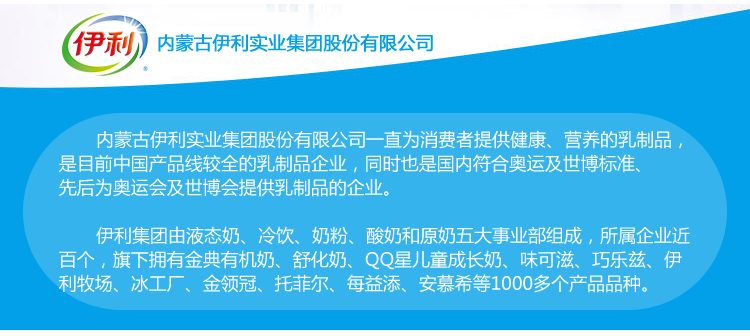 伊利
®
内蒙古伊利实业集团股份有限公司
内蒙古伊利实业集团股份有限公司一直为消费者提供健康、营养的乳制品，
是目前中国产品线较全的乳制品企业，同时也是国内符合奥运及世博标准、
先后为奥运会及世博会提供乳制品的企业。
伊利集团由液态奶、冷饮、奶粉、酸奶和原奶五大事业部组成，所属企业近
百个，旗下拥有金典有机奶、舒化奶、QQ星儿童成长奶、味可滋、巧乐兹、伊
利牧场、冰工厂、金领冠、托菲尔、每益添、安慕希等1000多个产品品种。